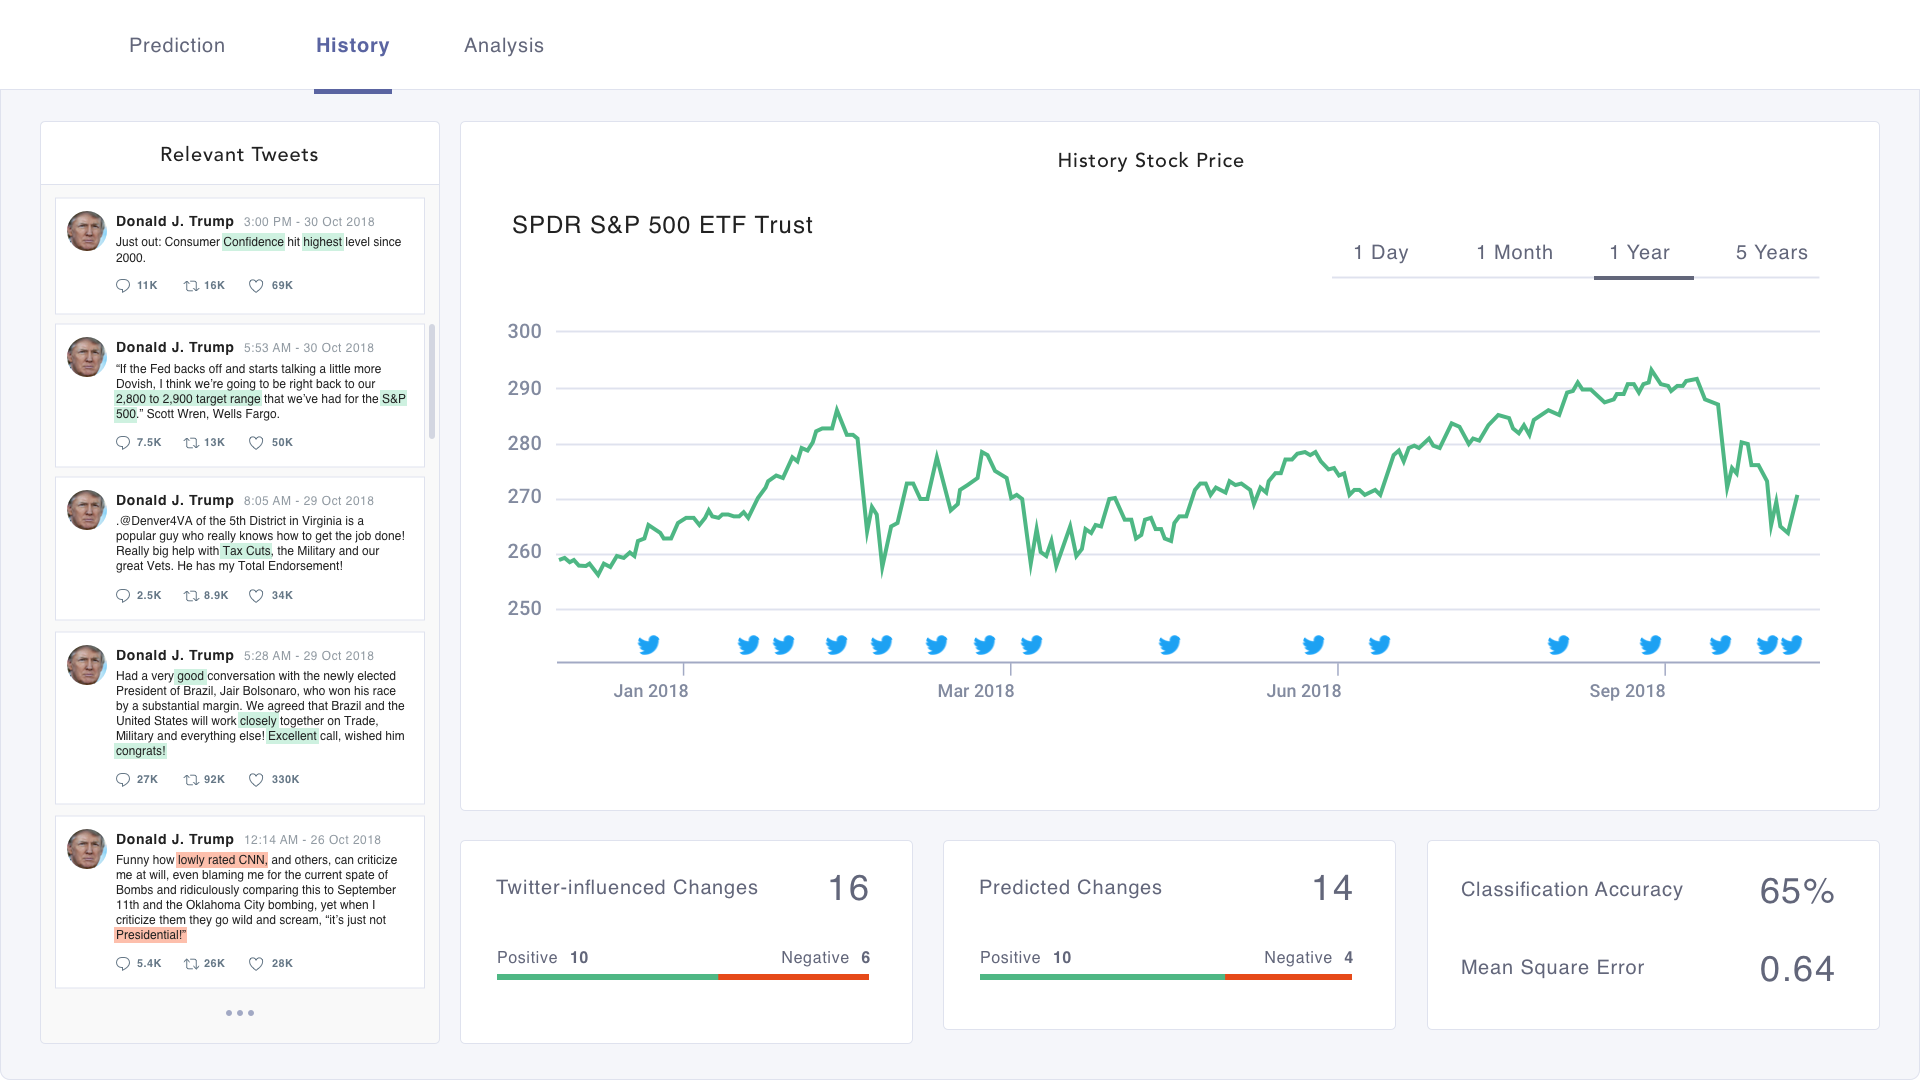 Prediction
History
Analysis
Relevant Tweets
Donald J. Trump 3:00 PM - 30 Oct 2018
Just out: Consumer Confidence hit highest level since
2000.
11K 16K 69K
Donald J. Trump 5:53 AM - 30 Oct 2018
“If the Fed backs off and starts talking a little more
Dovish, I think we’re going to be right back to our
2,800 to 2,900 target range that we’ve had for the S&P
500.” Scott Wren, Wells Fargo.
7.5K 13K 50K
Donald J. Trump 8:05 AM - 29 Oct 2018
.@Denver4VA of the 5th District in Virginia is a
popular guy who really knows how to get the job done!
Really big help with Tax Cuts, the Military and our
great Vets. He has my Total Endorsement!
2.5K 8.9K 34K
Donald J. Trump 5:28 AM - 29 Oct 2018
Had a very good conversation with the newly elected
President of Brazil, Jair Bolsonaro, who won his race
by a substantial margin. We agreed that Brazil and the
United States will work closely together on Trade,
Military and everything else! Excellent call, wished him
congrats!
27K 92K 330K
Donald J. Trump 12:14 AM - 26 Oct 2018
Funny how lowly rated CNN, and others, can criticize
me at will, even blaming me for the current spate of
Bombs and ridiculously comparing this to September
11th and the Oklahoma City bombing, yet when I
criticize them they go wild and scream, “it’s just not
Presidential!”
5.4K 26K 28K
History Stock Price
SPDR S&P 500 ETF Trust
1 Day 1 Month 1 Year 5 Years
300
290
280
270
260
250
Jan 2018 Mar 2018 Jun 2018 Sep 2018
Twitter-influenced Changes 16
Positive 10 Negative 6
Predicted Changes 14
Positive 10 Negative 4
Classification Accuracy 65%
Mean Square Error 0.64